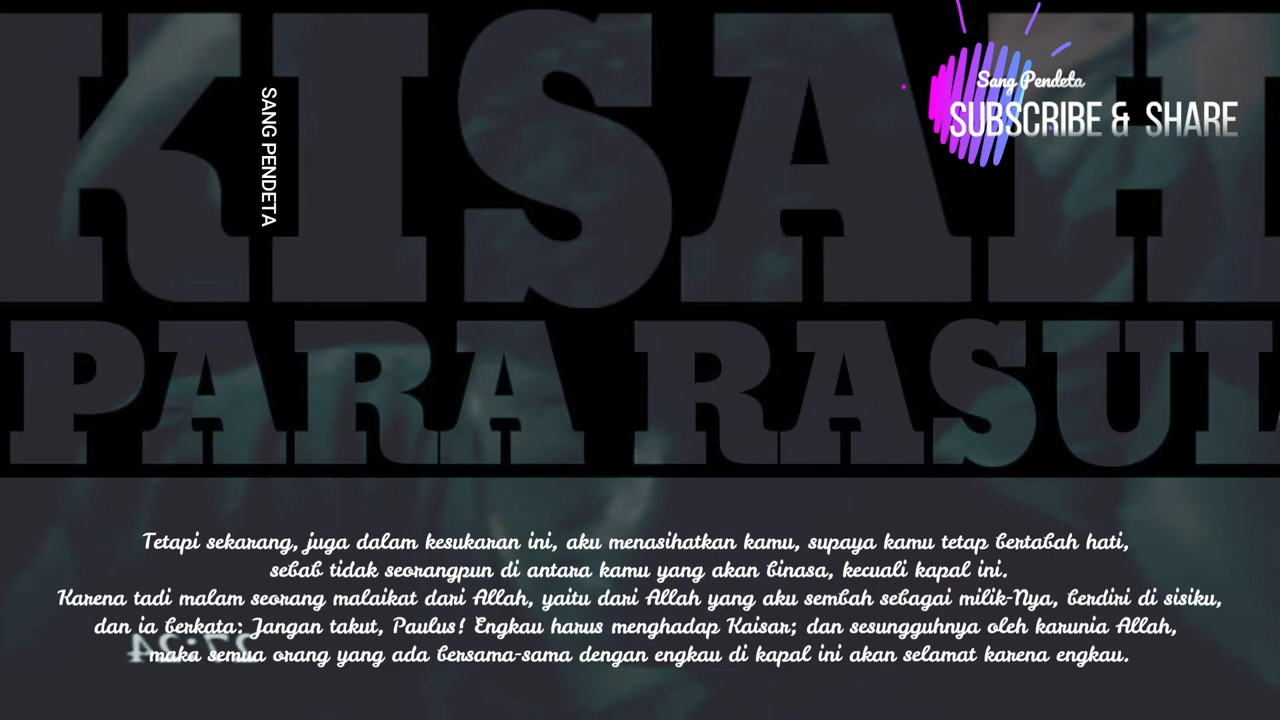 KISAH
PARA RASUL
SANG PENDETA
Sang Pendeta
SUBSCRIBE & SHARE
Tetapi sekarang, juga dalam kesukaran ini, aku menasihatkan kamu, supaya kamu tetap bertabah hati,
sebab tidak seorangpun di antara kamu yang akan binasa, kecuali kapal ini.
Karena tadi malam seorang malaikat dari Allah, yaitu dari Allah yang aku sembah sebagai milik-Nya, berdiri di sisiku,
dan ia berkata: Jangan takut, Paulus! Engkau harus menghadap Kaisar; dan sesungguhnya oleh karunia Allah,
maka semua orang yang ada bersama-sama dengan engkau di kapal ini akan selamat karena engkau.